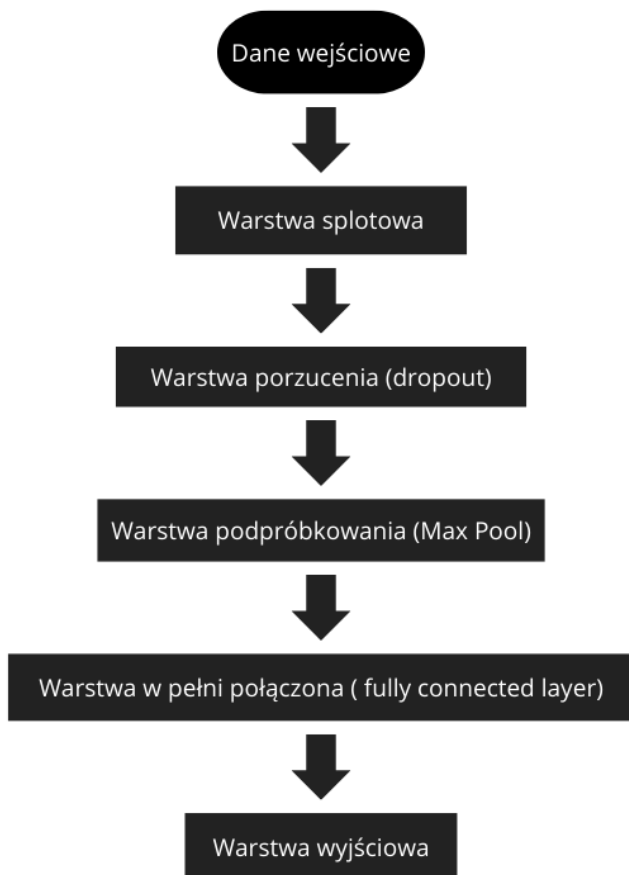 Dane wejściowe
Warstwa splotowa
Warstwa porzucenia (dropout)
Warstwa podpróbkowania (Max Pool)
Warstwa w pełni połączona ( fully connected layer)
Warstwa wyjściowa